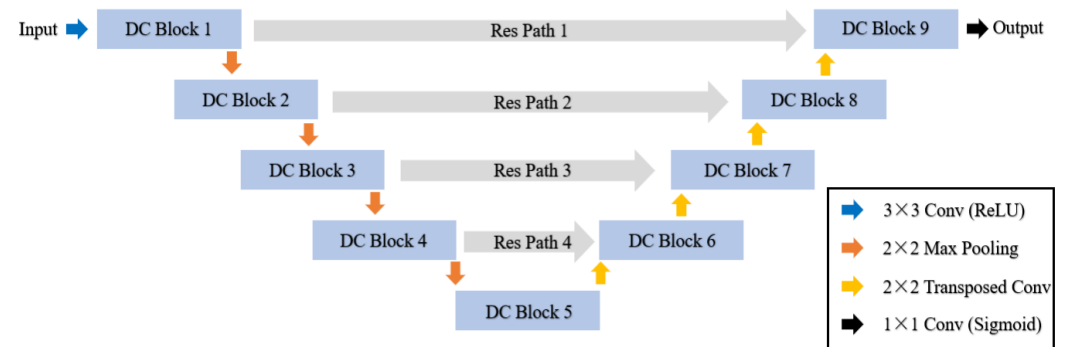 Input
DC Block 1
Res Path 1
DC Block 9
Output
DC Block 2
Res Path 2
DC Block 8
DC Block 3
Res Path 3
DC Block 7
DC Block 4
Res Path 4
DC Block 6
DC Block 5
3×3 Conv (ReLU)
2×2 Max Pooling
2×2 Transposed Conv
1×1 Conv (Sigmoid)